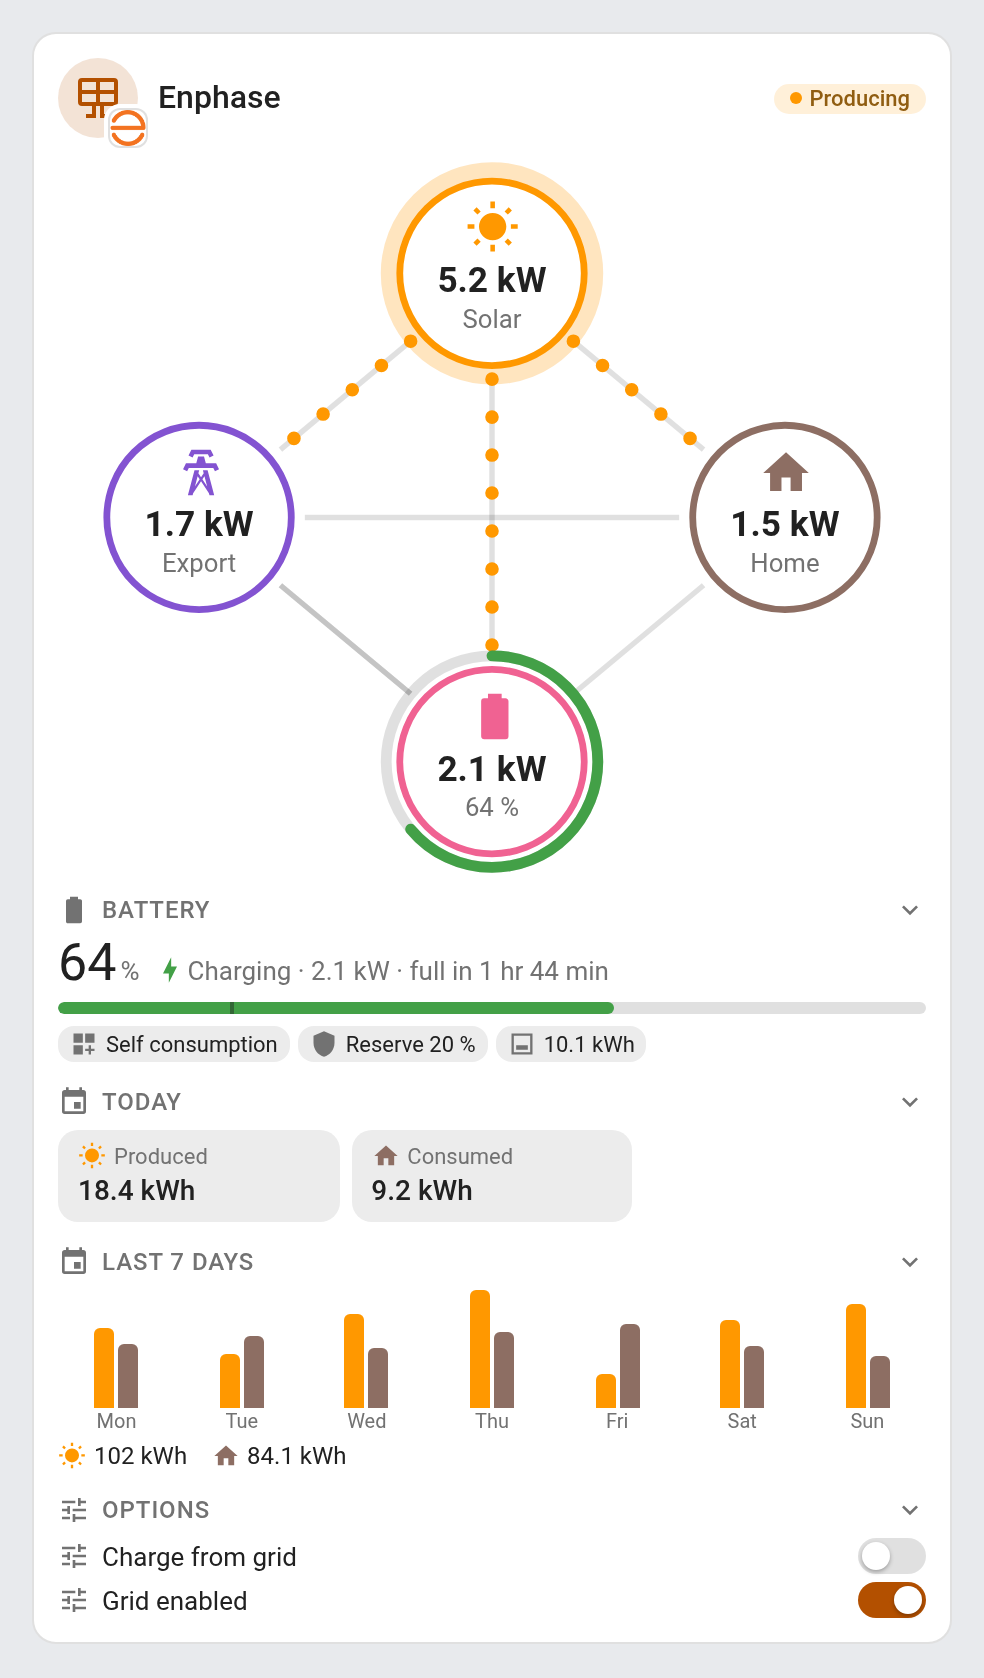 Enphase
Producing
5.2 kW
Solar
1.7 kW
Export
1.5 kW
Home
2.1 kW
64 %
BATTERY
64 % Charging · 2.1 kW · full in 1 hr 44 min
Self consumption Reserve 20 % 10.1 kWh
TODAY
Produced Consumed
18.4 kWh 9.2 kWh
LAST 7 DAYS
Mon Tue Wed Thu Fri Sat Sun
102 kWh 84.1 kWh
OPTIONS
Charge from grid
Grid enabled